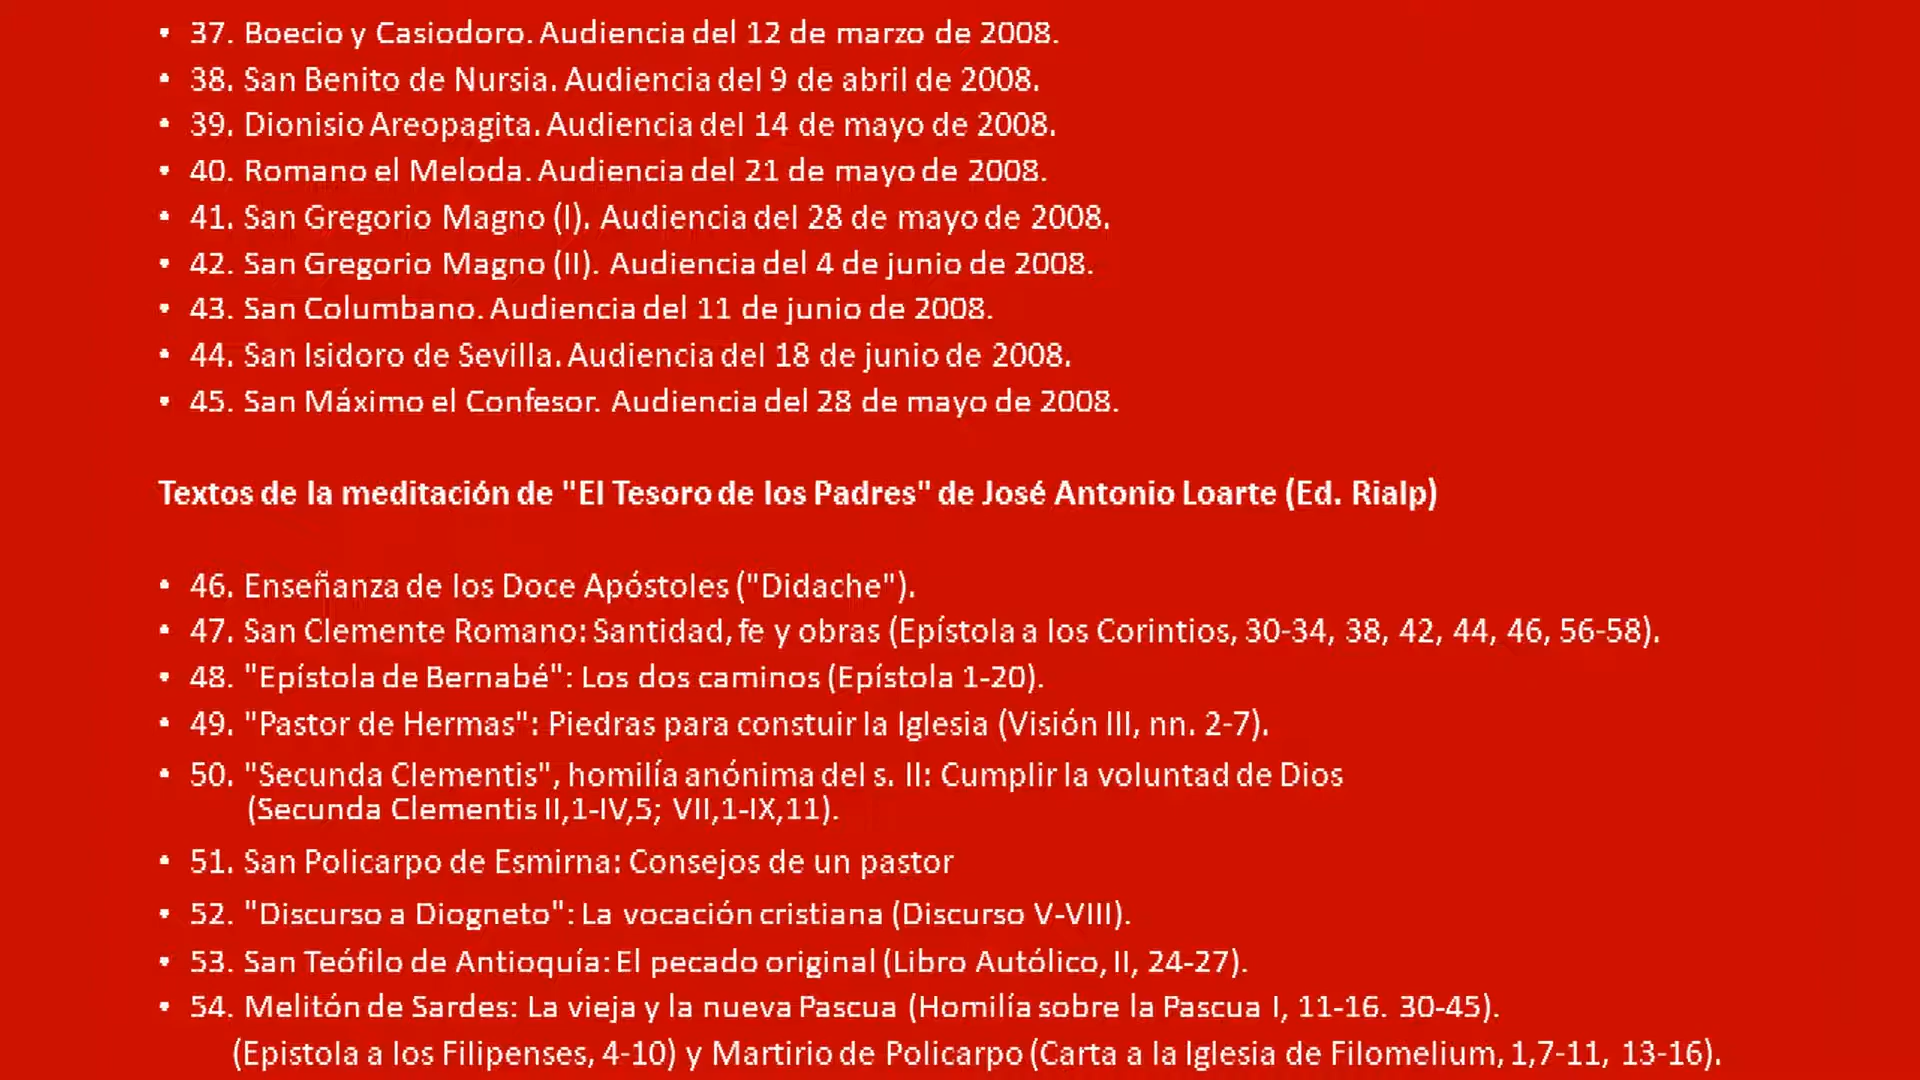 • 37. Boecio y Casiodoro. Audiencia del 12 de marzo de 2008.
• 38. San Benito de Nursia. Audiencia del 9 de abril de 2008.
• 39. Dionisio Areopagita. Audiencia del 14 de mayo de 2008.
• 40. Romano el Meloda. Audiencia del 21 de mayo de 2008.
• 41. San Gregorio Magno (I). Audiencia del 28 de mayo de 2008.
• 42. San Gregorio Magno (II). Audiencia del 4 de junio de 2008.
• 43. San Columbano. Audiencia del 11 de junio de 2008.
• 44. San Isidoro de Sevilla. Audiencia del 18 de junio de 2008.
• 45. San Máximo el Confesor. Audiencia del 28 de mayo de 2008.
Textos de la meditación de "El Tesoro de los Padres" de José Antonio Loarte (Ed. Rialp)
• 46. Enseñanza de los Doce Apóstoles ("Didache").
• 47. San Clemente Romano: Santidad, fe y obras (Epístola a los Corintios, 30-34, 38, 42, 44, 46, 56-58).
• 48. "Epístola de Bernabé": Los dos caminos (Epístola 1-20).
• 49. "Pastor de Hermas": Piedras para constuir la Iglesia (Visión III, nn. 2-7).
• 50. "Secunda Clementis", homilía anónima del s. II: Cumplir la voluntad de Dios
(Secunda Clementis II,1-IV,5; VII,1-IX,11).
• 51. San Policarpo de Esmirna: Consejos de un pastor
• 52. "Discurso a Diogneto": La vocación cristiana (Discurso V-VIII).
• 53. San Teófilo de Antioquía: El pecado original (Libro Autólico, II, 24-27).
• 54. Melitón de Sardes: La vieja y la nueva Pascua (Homilía sobre la Pascua I, 11-16. 30-45).
(Epistola a los Filipenses, 4-10) y Martirio de Policarpo (Carta a la Iglesia de Filomelium, 1,7-11, 13-16).